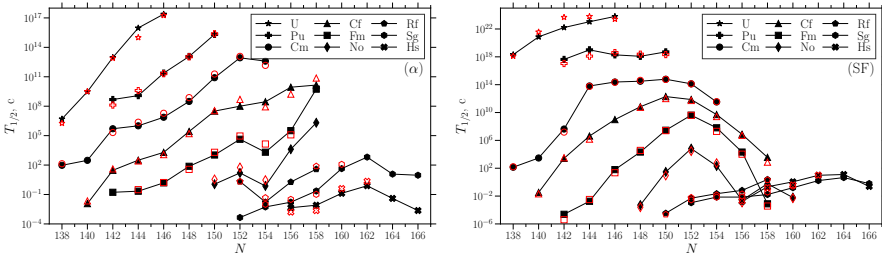 10^17
10^14
10^11
10^8
10^5
10^2
10^−1
10^−4
T1/2, c
138 140 142 144 146 148 150 152 154 156 158 160 162 164 166
N
U Cf Rf
Pu Fm Sg
Cm No Hs
(α)
10^22
10^18
10^14
10^10
10^6
10^2
10^−2
10^−6
T1/2, c
138 140 142 144 146 148 150 152 154 156 158 160 162 164 166
N
U Cf Rf
Pu Fm Sg
Cm No Hs
(SF)